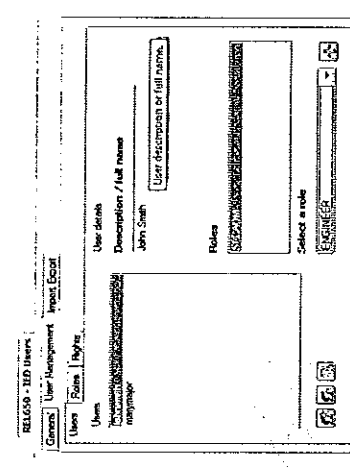 REL650 - IED Users
General User Management Import Export
Users Roles Rights
Users
marymajor
User details
Description / full name
John Smith
User description or full name.
Roles
Select a role
ENGINEER